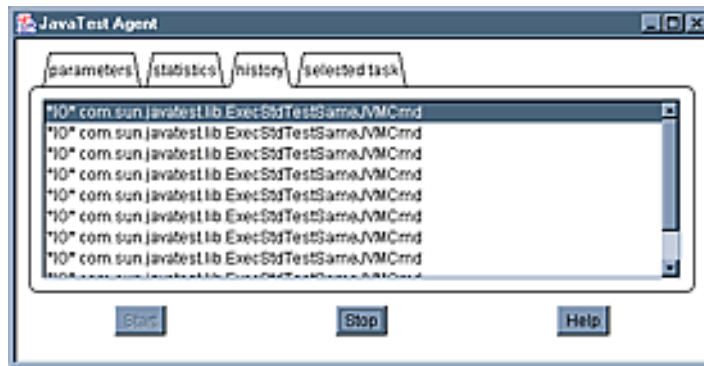 JavaTest Agent
parameters statistics history selected task
*IO* com.sun.javatest.lib.ExecStdTestSameJVMCmd
*IO* com.sun.javatest.lib.ExecStdTestSameJVMCmd
*IO* com.sun.javatest.lib.ExecStdTestSameJVMCmd
*IO* com.sun.javatest.lib.ExecStdTestSameJVMCmd
*IO* com.sun.javatest.lib.ExecStdTestSameJVMCmd
*IO* com.sun.javatest.lib.ExecStdTestSameJVMCmd
*IO* com.sun.javatest.lib.ExecStdTestSameJVMCmd
*IO* com.sun.javatest.lib.ExecStdTestSameJVMCmd
Start Stop Help